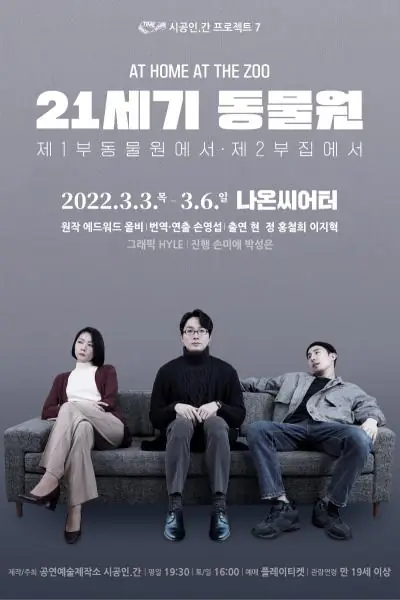 시공인.간 프로젝트 7
AT HOME AT THE ZOO
21세기 동물원
제1부동물원에서·제2부집에서
2022.3.3.목 - 3.6.일 나온씨어터
원작 에드워드 올비 | 번역·연출 손영섭 | 출연 현 정 홍철희 이지혁
그래픽 HYLE | 진행 손미애 박성은
제작/주최 공연예술제작소 시공인.간 | 평일 19:30 | 토/일 16:00 | 예매 플레이티켓 | 관람연령 만 19세 이상